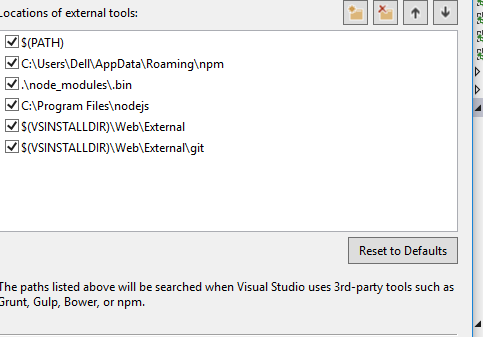 Locations of external tools:
$(PATH)
C:\Users\Dell\AppData\Roaming\npm
.\node_modules\.bin
C:\Program Files\nodejs
$(VSINSTALLDIR)\Web\External
$(VSINSTALLDIR)\Web\External\git
Reset to Defaults
The paths listed above will be searched when Visual Studio uses 3rd-party tools such as
Grunt, Gulp, Bower, or npm.